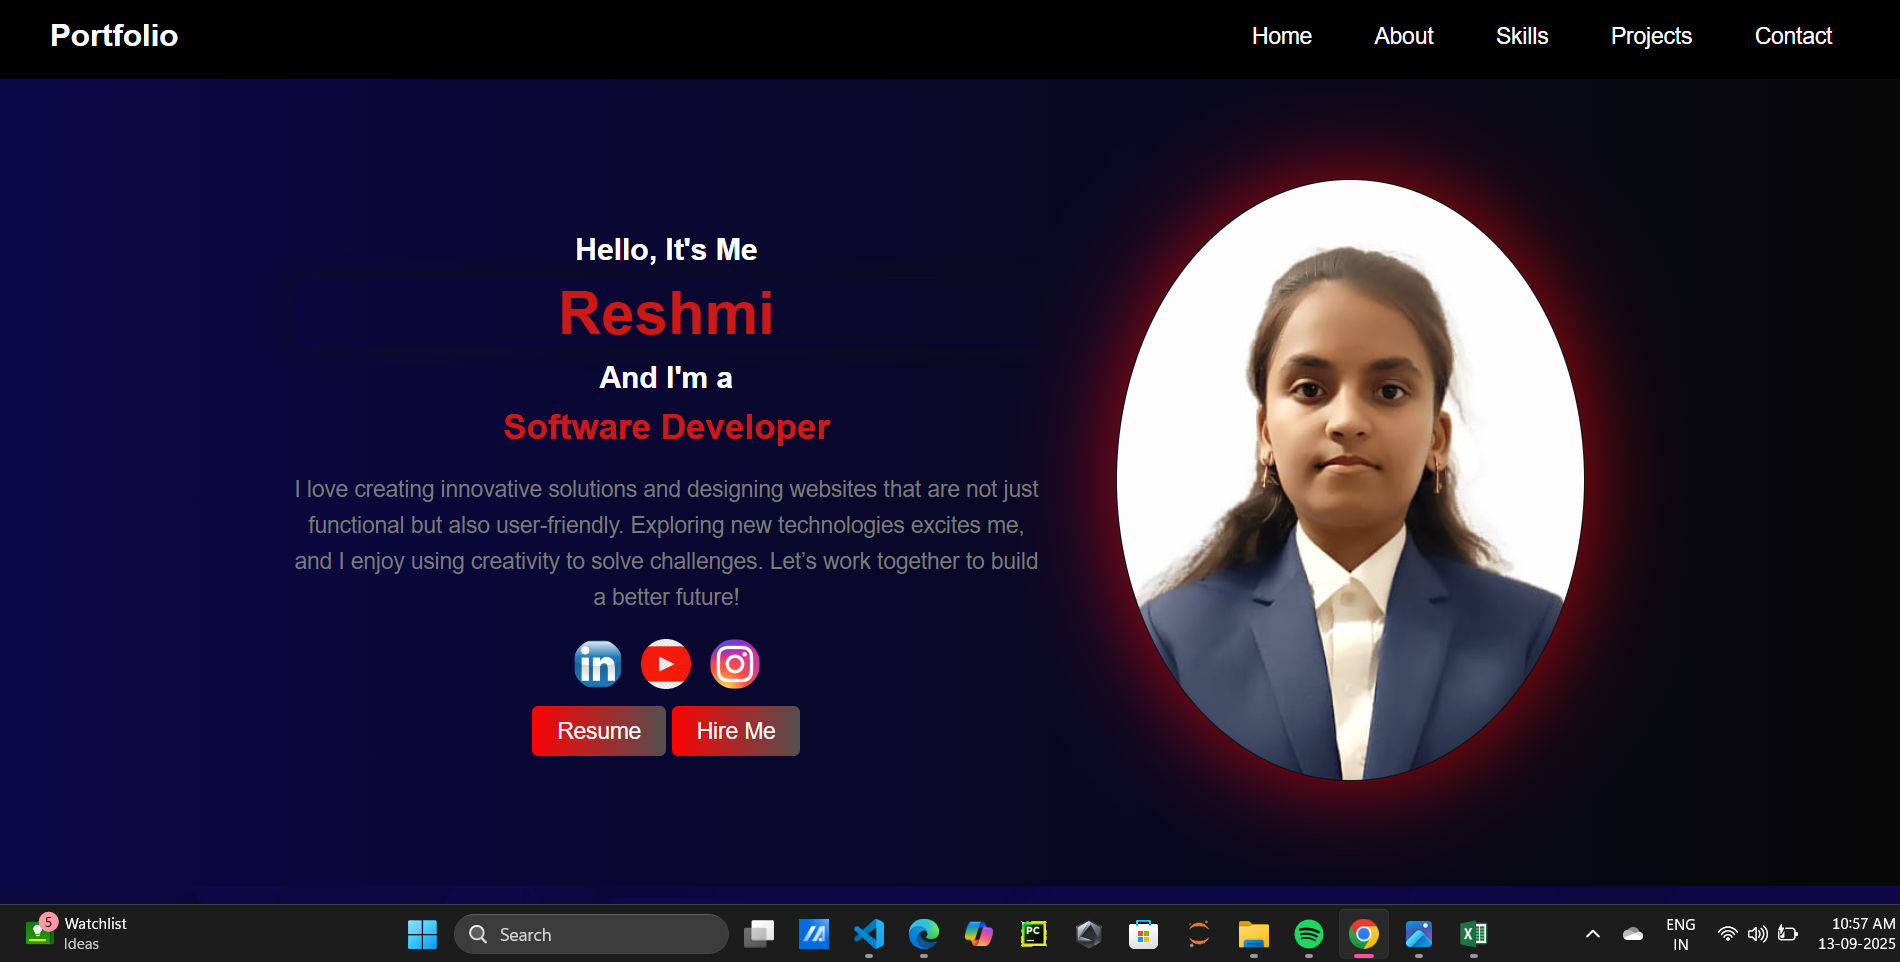 Portfolio
Home About Skills Projects Contact
Hello, It's Me
Reshmi
And I'm a
Software Developer
I love creating innovative solutions and designing websites that are not just
functional but also user-friendly. Exploring new technologies excites me,
and I enjoy using creativity to solve challenges. Let’s work together to build
a better future!
in
Resume Hire Me
5
Watchlist
Ideas
Search
PC
X
ENG
IN
10:57 AM
13-09-2025